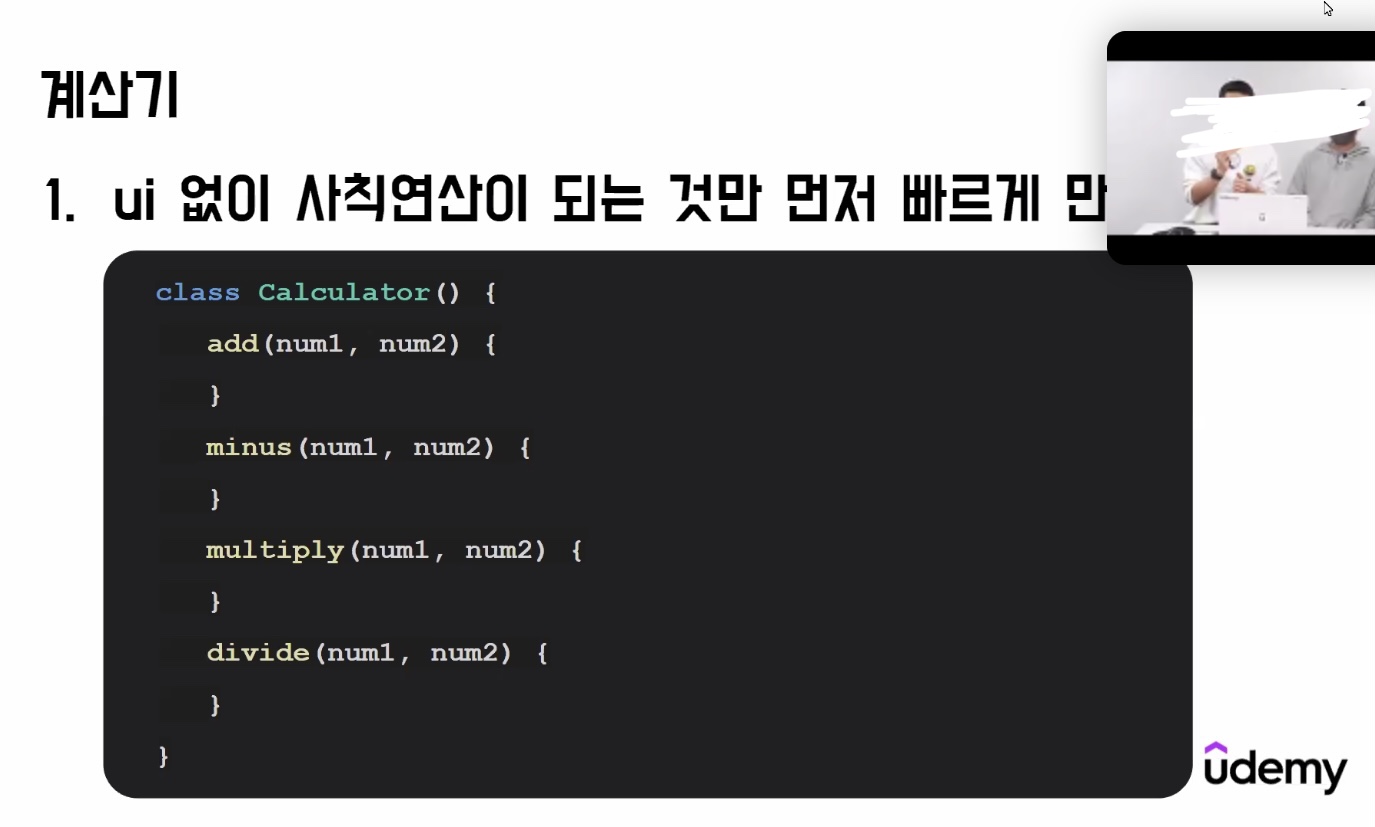 계산기
1. ui 없이 사칙연산이 되는 것만 먼저 빠르게 만
class Calculator() {
add(num1, num2) {
}
minus(num1, num2) {
}
multiply(num1, num2) {
}
divide(num1, num2) {
}
}
udemy